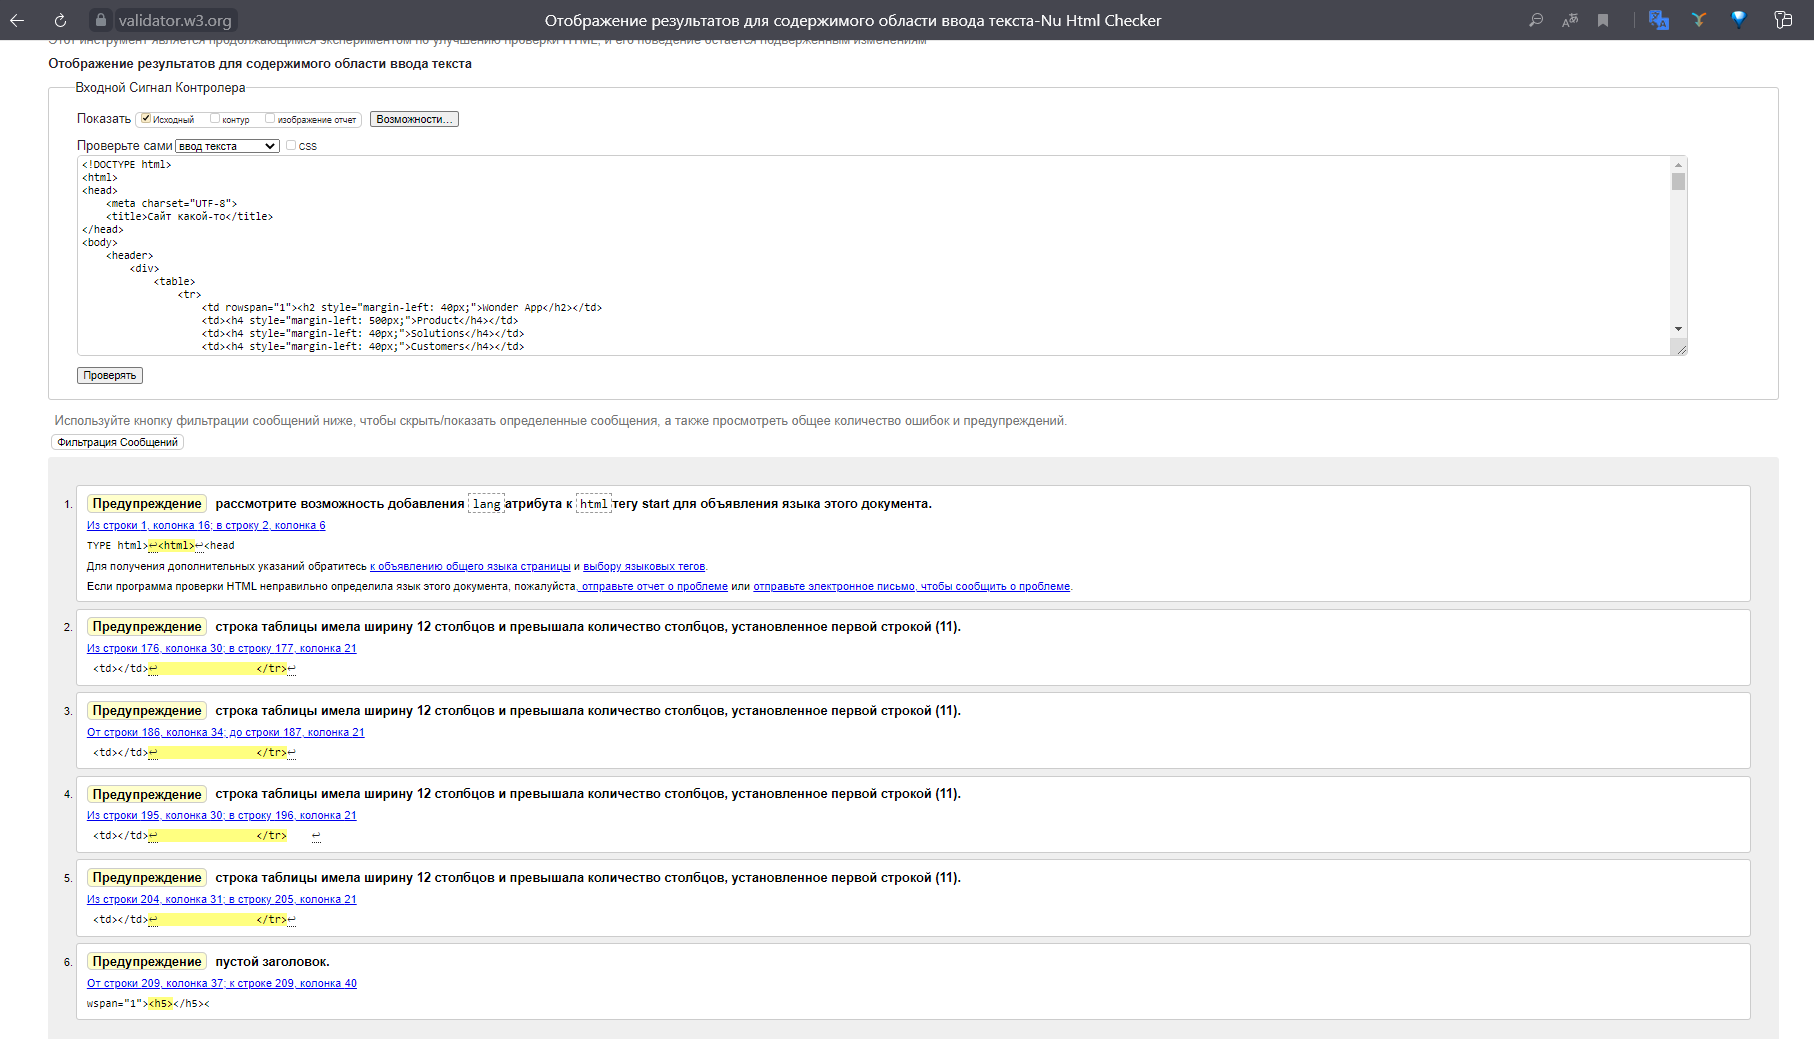 validator.w3.org
Отображение результатов для содержимого области ввода текста-Nu Html Checker
Этот инструмент является продолжающимся экспериментом по улучшению проверки HTML, и его поведение остается подверженным изменениям
Отображение результатов для содержимого области ввода текста
Входной Сигнал Контролера
Показать Исходный контур изображение отчет Возможности...
Проверьте сами ввод текста CSS
<!DOCTYPE html>
<html>
<head>
<meta charset="UTF-8">
<title>Сайт какой-то</title>
</head>
<body>
<header>
<div>
<table>
<tr>
<td rowspan="1"><h2 style="margin-left: 40px;">Wonder App</h2></td>
<td><h4 style="margin-left: 500px;">Product</h4></td>
<td><h4 style="margin-left: 40px;">Solutions</h4></td>
<td><h4 style="margin-left: 40px;">Customers</h4></td>
Проверять
Используйте кнопку фильтрации сообщений ниже, чтобы скрыть/показать определенные сообщения, а также просмотреть общее количество ошибок и предупреждений.
Фильтрация Сообщений
1. Предупреждение рассмотрите возможность добавления lang атрибута к html тегу start для объявления языка этого документа.
Из строки 1, колонка 16; в строку 2, колонка 6
TYPE html>↩<html>↩<head
Для получения дополнительных указаний обратитесь к объявлению общего языка страницы и выбору языковых тегов.
Если программа проверки HTML неправильно определила язык этого документа, пожалуйста, отправьте отчет о проблеме или отправьте электронное письмо, чтобы сообщить о проблеме.
2. Предупреждение строка таблицы имела ширину 12 столбцов и превышала количество столбцов, установленное первой строкой (11).
Из строки 176, колонка 30; в строку 177, колонка 21
<td></td>↩ </tr>↩
3. Предупреждение строка таблицы имела ширину 12 столбцов и превышала количество столбцов, установленное первой строкой (11).
От строки 186, колонка 34; до строки 187, колонка 21
<td></td>↩ </tr>↩
4. Предупреждение строка таблицы имела ширину 12 столбцов и превышала количество столбцов, установленное первой строкой (11).
Из строки 195, колонка 30; в строку 196, колонка 21
<td></td>↩ </tr> ↩
5. Предупреждение строка таблицы имела ширину 12 столбцов и превышала количество столбцов, установленное первой строкой (11).
Из строки 204, колонка 31; в строку 205, колонка 21
<td></td>↩ </tr>↩
6. Предупреждение пустой заголовок.
От строки 209, колонка 37; к строке 209, колонка 40
wspan="1"><h5></h5><